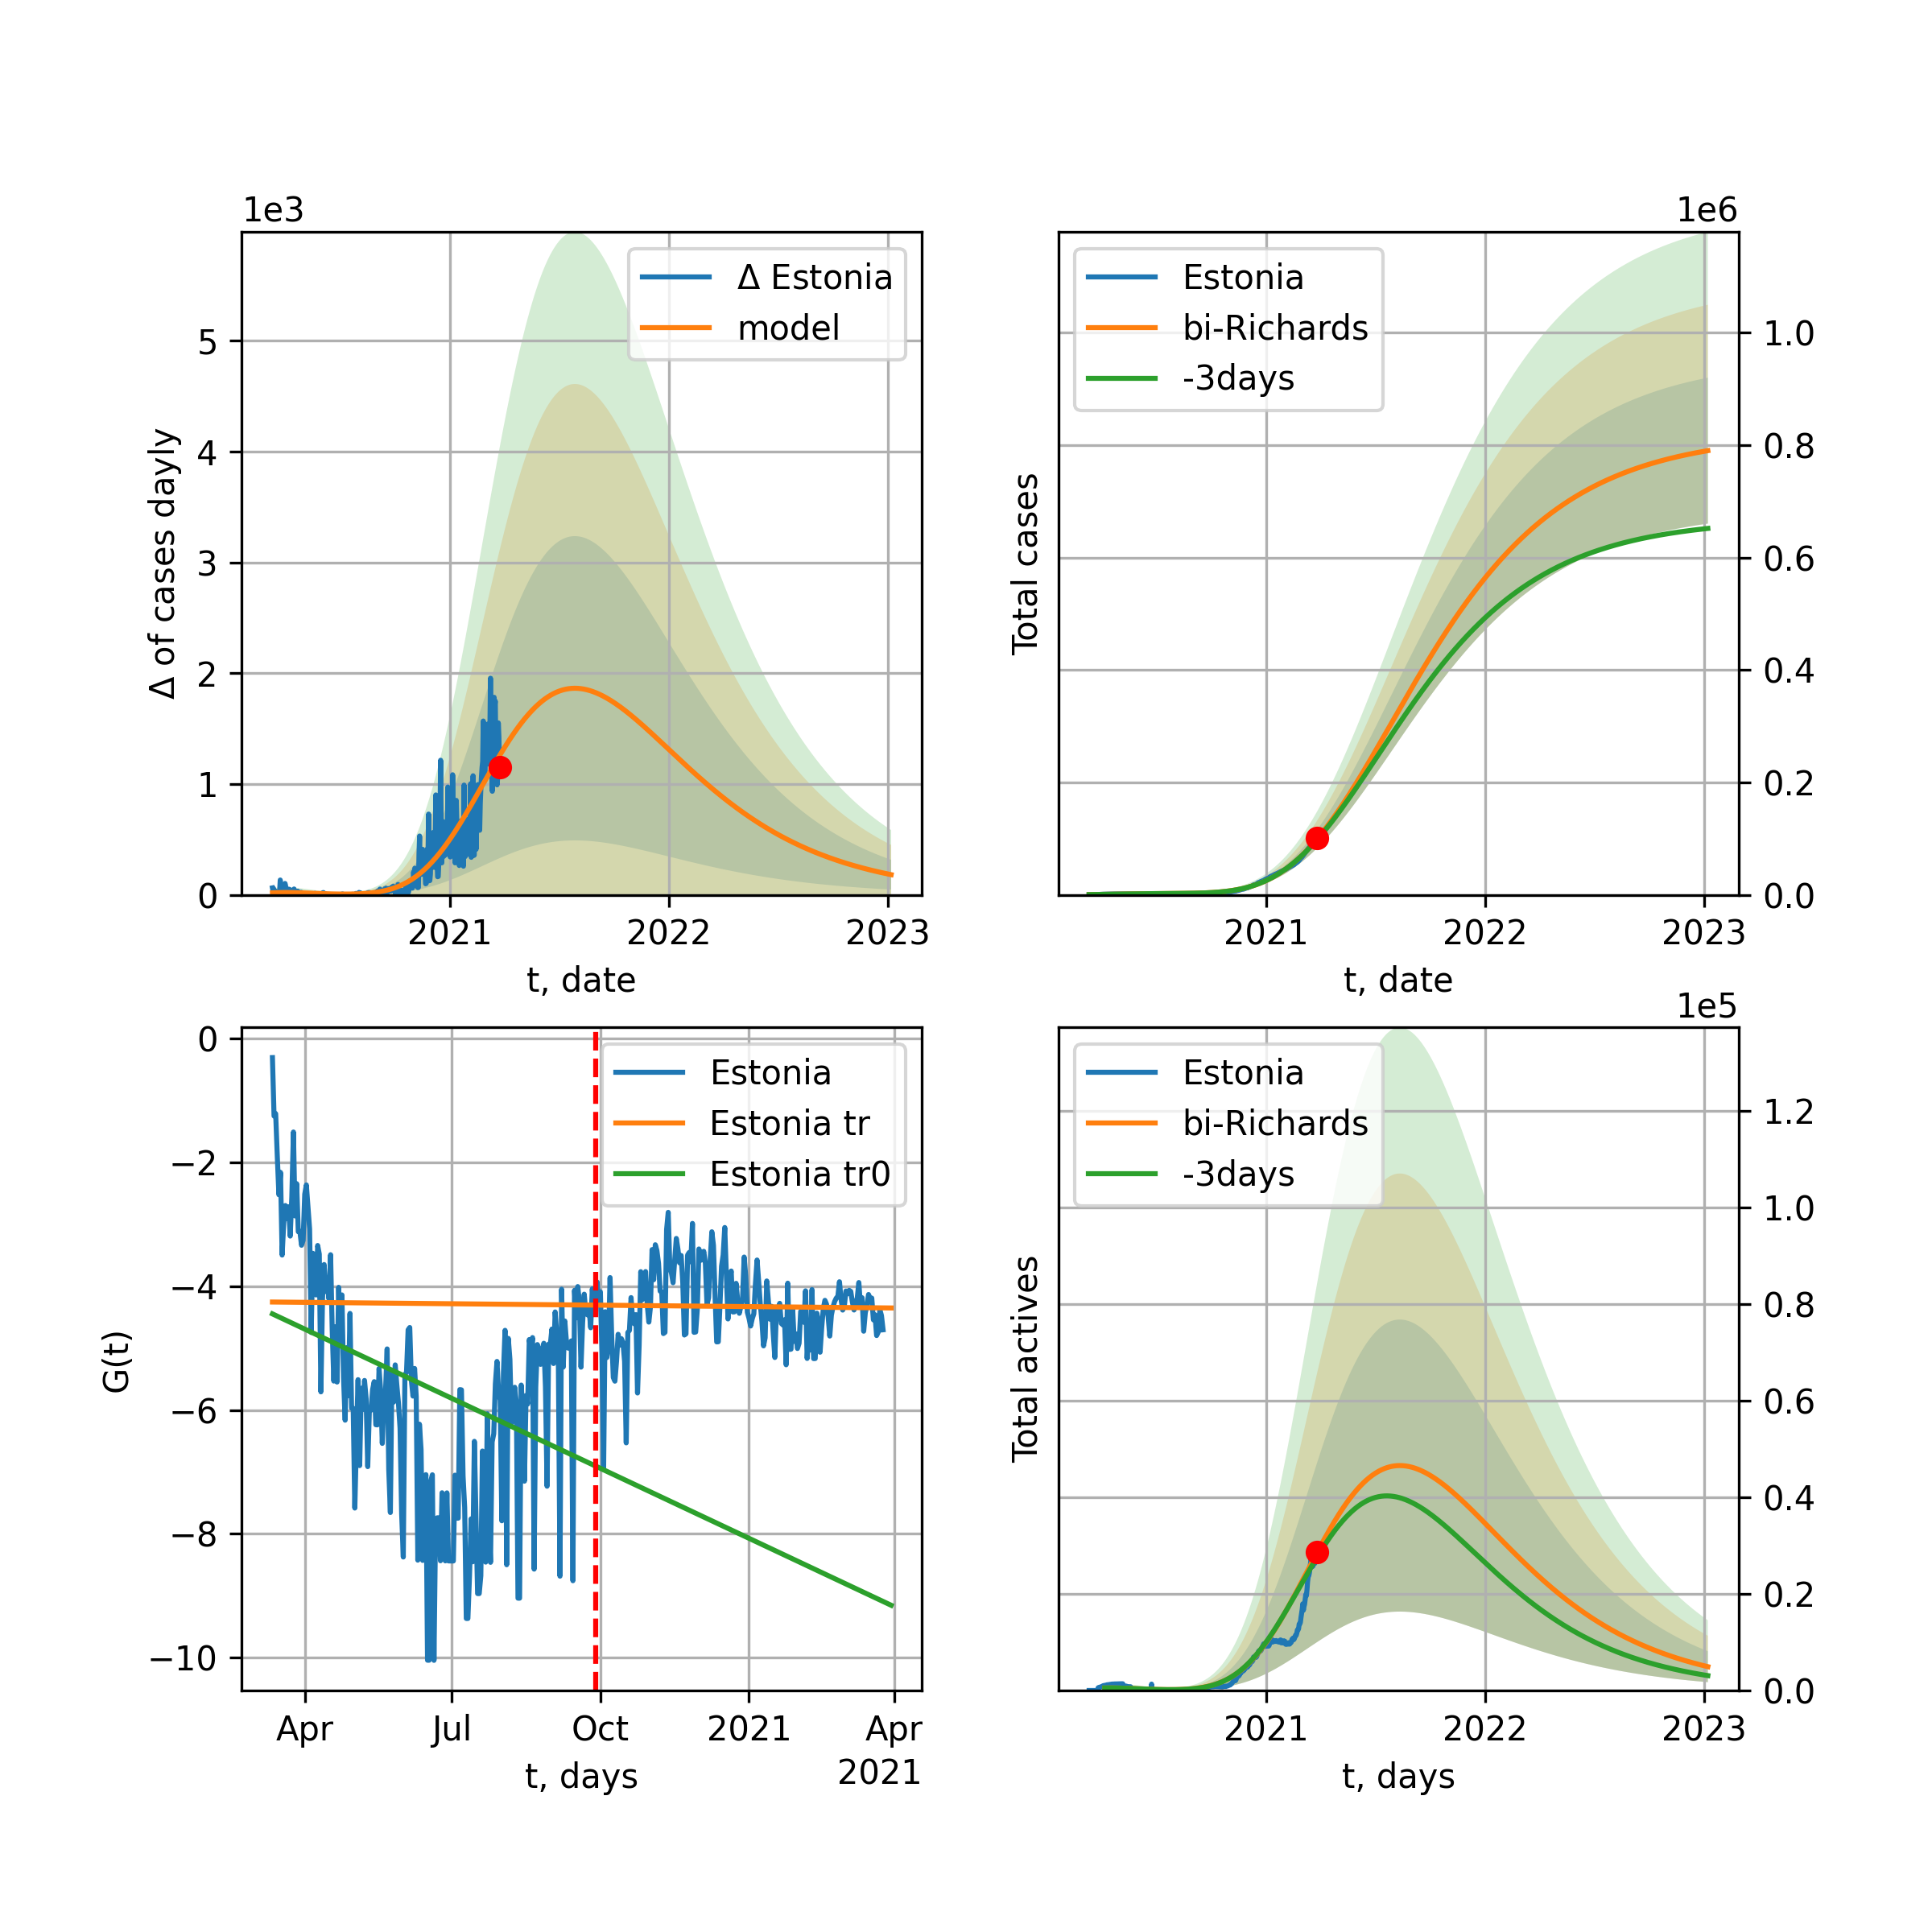 1e3
Δ of cases dayly
5
4
3
2
1
0
Δ Estonia
model
2021
2022
2023
t, date
1e6
Total cases
Estonia
bi-Richards
-3days
1.0
0.8
0.6
0.4
0.2
0.0
2021
2022
2023
t, date
G(t)
0
−2
−4
−6
−8
−10
Estonia
Estonia tr
Estonia tr0
Apr
Jul
Oct
2021
Apr
2021
t, days
1e5
Total actives
Estonia
bi-Richards
-3days
1.2
1.0
0.8
0.6
0.4
0.2
0.0
2021
2022
2023
t, days